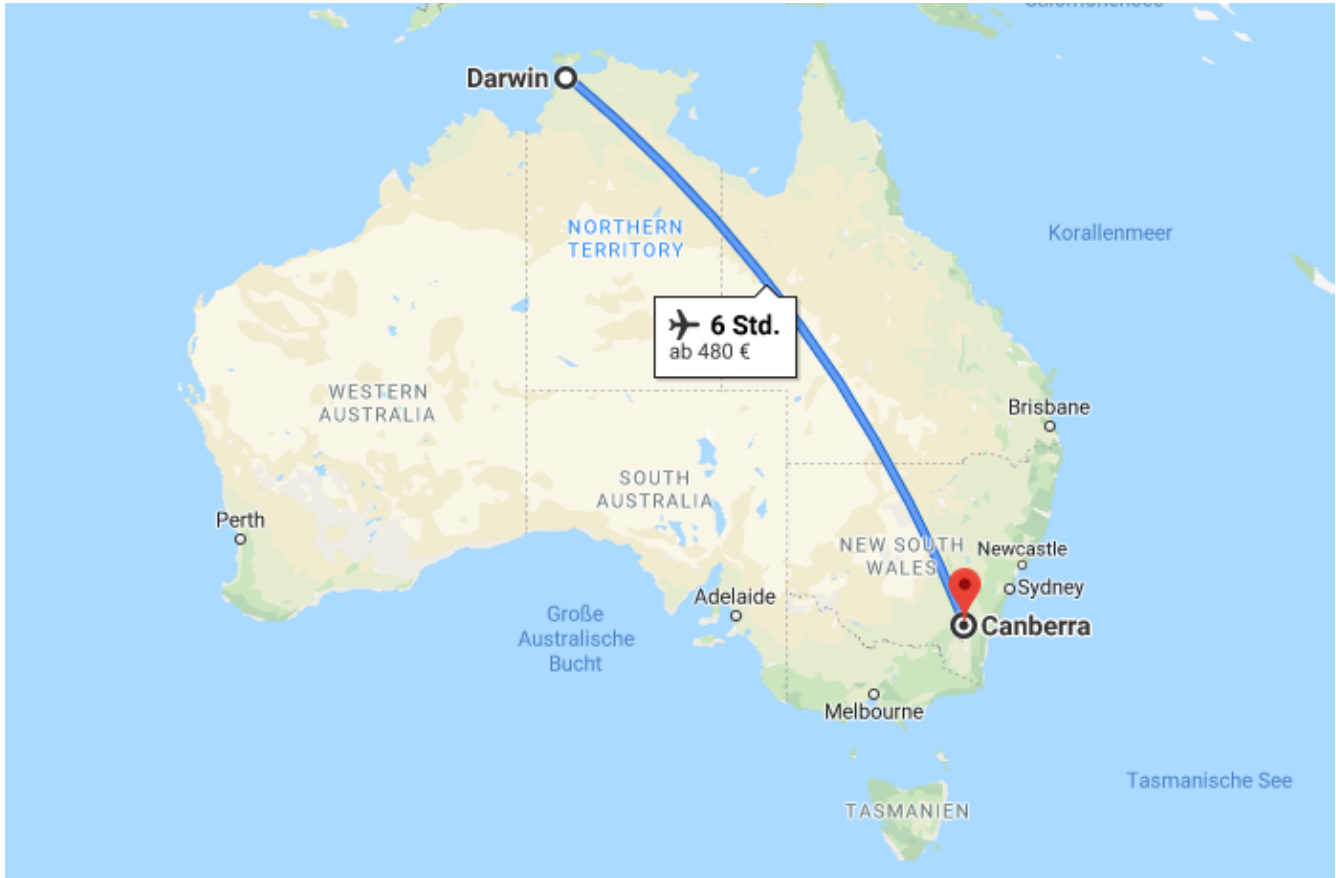 Salomonensee
Darwin
NORTHERN
TERRITORY
Korallenmeer
6 Std.
ab 480 €
WESTERN
AUSTRALIA
Brisbane
SOUTH
AUSTRALIA
Perth
NEW SOUTH
WALES
Newcastle
Sydney
Adelaide
Große
Australische
Bucht
Canberra
Melbourne
Tasmanische See
TASMANIEN